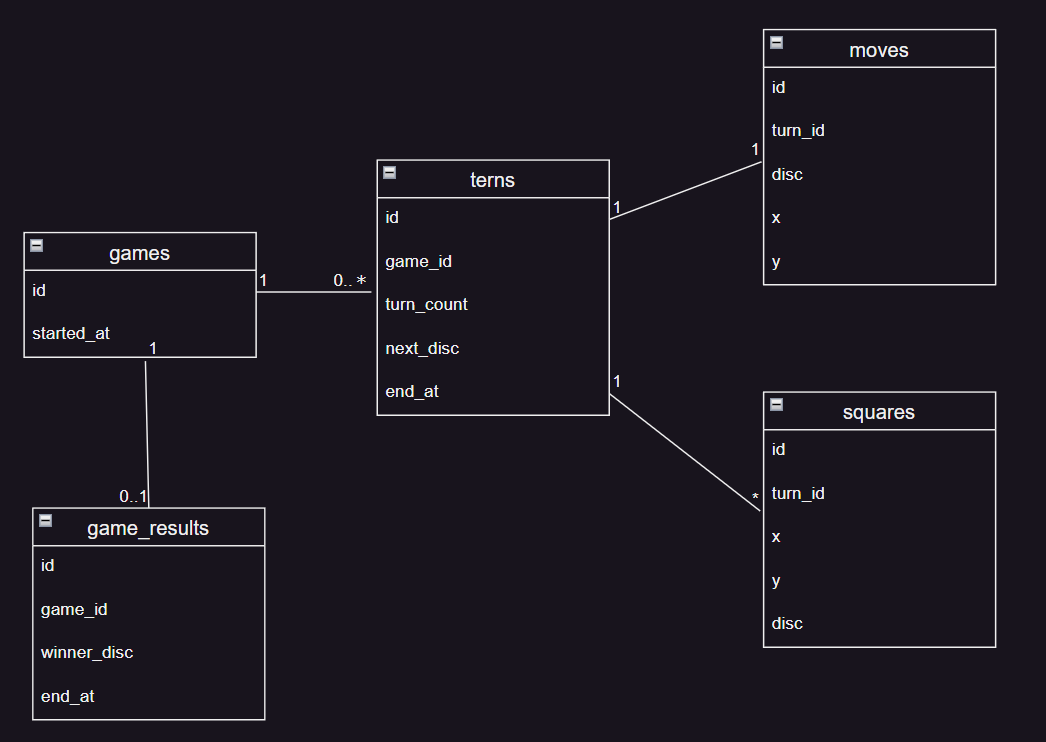 moves
id
turn_id
disc
x
y
1
terns
id
game_id
turn_count
next_disc
end_at
1
1
games
id
started_at
1
0..*
1
0..1
game_results
id
game_id
winner_disc
end_at
squares
id
turn_id
x
y
disc
*